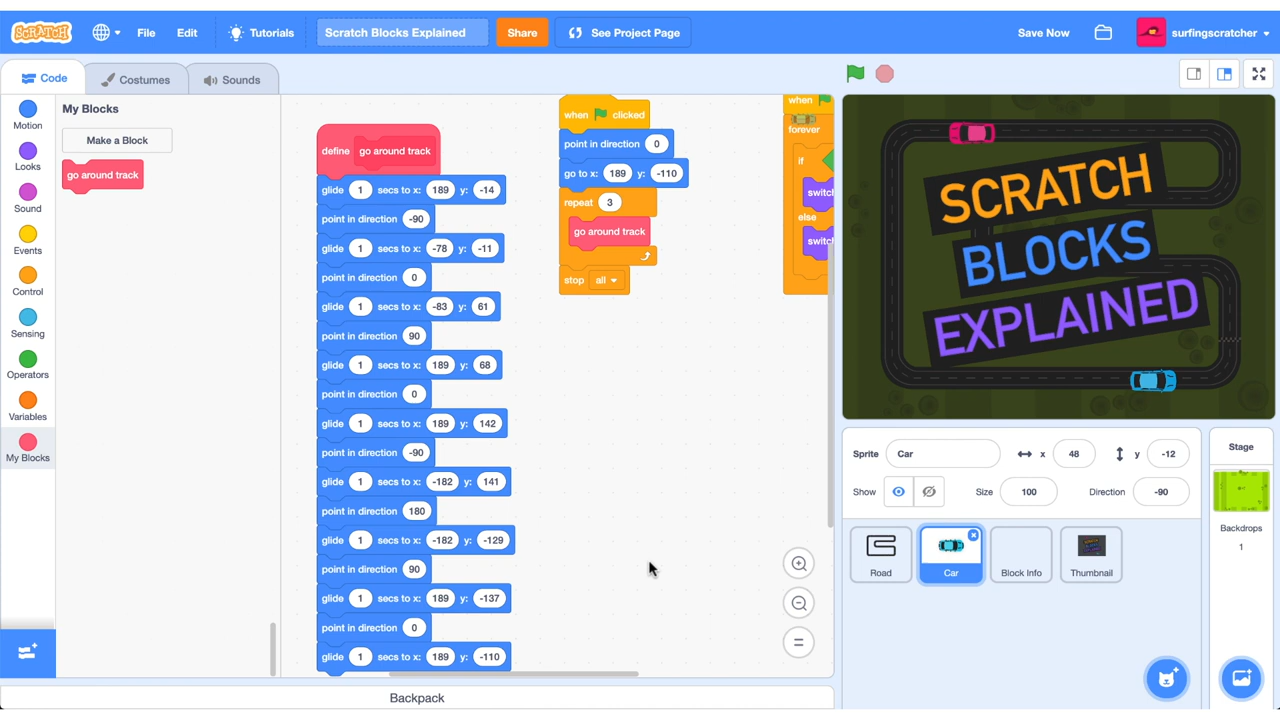 SCRATCH
File
Edit
Tutorials
Scratch Blocks Explained
Share
See Project Page
Save Now
surfingscratcher
Code
Costumes
Sounds
Motion
Looks
Sound
Events
Control
Sensing
Operators
Variables
My Blocks
My Blocks
Make a Block
go around track
define go around track
glide 1 secs to x: 189 y: -14
point in direction -90
glide 1 secs to x: -78 y: -11
point in direction 0
glide 1 secs to x: -83 y: 61
point in direction 90
glide 1 secs to x: 189 y: 68
point in direction 0
glide 1 secs to x: 189 y: 142
point in direction -90
glide 1 secs to x: -182 y: 141
point in direction 180
glide 1 secs to x: -182 y: -129
point in direction 90
glide 1 secs to x: 189 y: -137
point in direction 0
glide 1 secs to x: 189 y: -110
when clicked
point in direction 0
go to x: 189 y: -110
repeat 3
go around track
stop all
when
forever
if
switch
else
switch
Backpack
SCRATCH
BLOCKS
EXPLAINED
Sprite Car x 48 y -12
Show Size 100 Direction -90
Road
Car
Block Info
Thumbnail
Stage
Backdrops
1